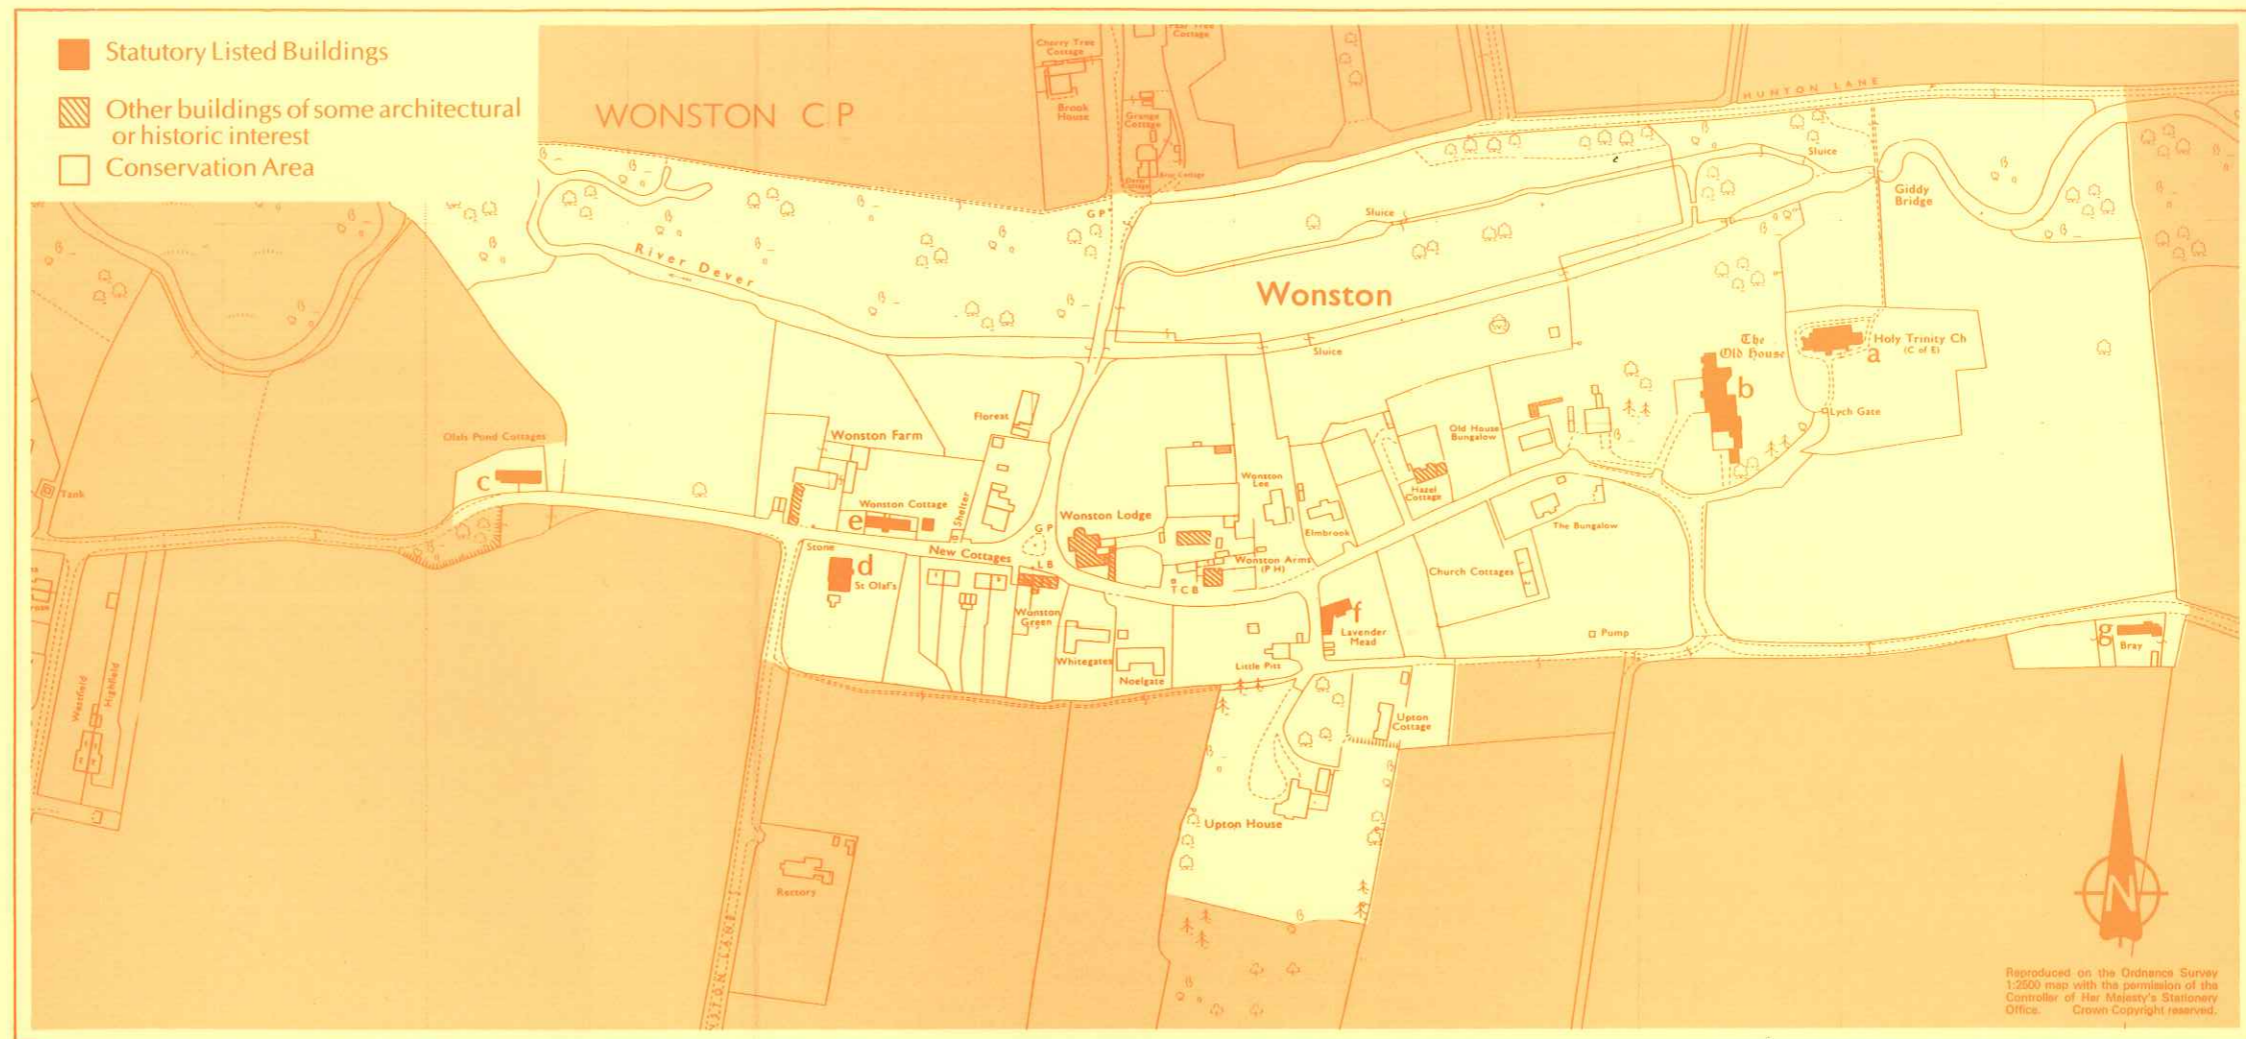 Statutory Listed Buildings
Other buildings of some architectural
or historic interest
Conservation Area
WONSTON C P
Cherry Tree
Cottage
Pear Tree
Cottage
Brook
House
Grange
Cottage
HUNTON LANE
G P
Sluice
Sluice
Giddy
Bridge
River Dever
Wonston
Sluice
The
Old House
Holy Trinity Ch
(C of E)
a
b
Lych Gate
Floreat
Wonston Farm
Olafs Pond Cottages
c
Tank
Old House
Bungalow
Wonston
Lee
Hazel
Cottage
Wonston Cottage
e
Shelter
Wonston Lodge
G P
Elmbrook
The Bungalow
Stone
New Cottages
L B
d
St Olaf's
Wonston Arms
(P H)
T C B
Church Cottages
Wonston
Green
f
Lavender
Mead
Pump
g
Bray
Whitegates
Noelgate
Little Pitt
Westfield
Highfield
Upton
Cottage
Upton House
Rectory
N
Reproduced on the Ordnance Survey
1:2500 map with the permission of the
Controller of Her Majesty's Stationery
Office. Crown Copyright reserved.